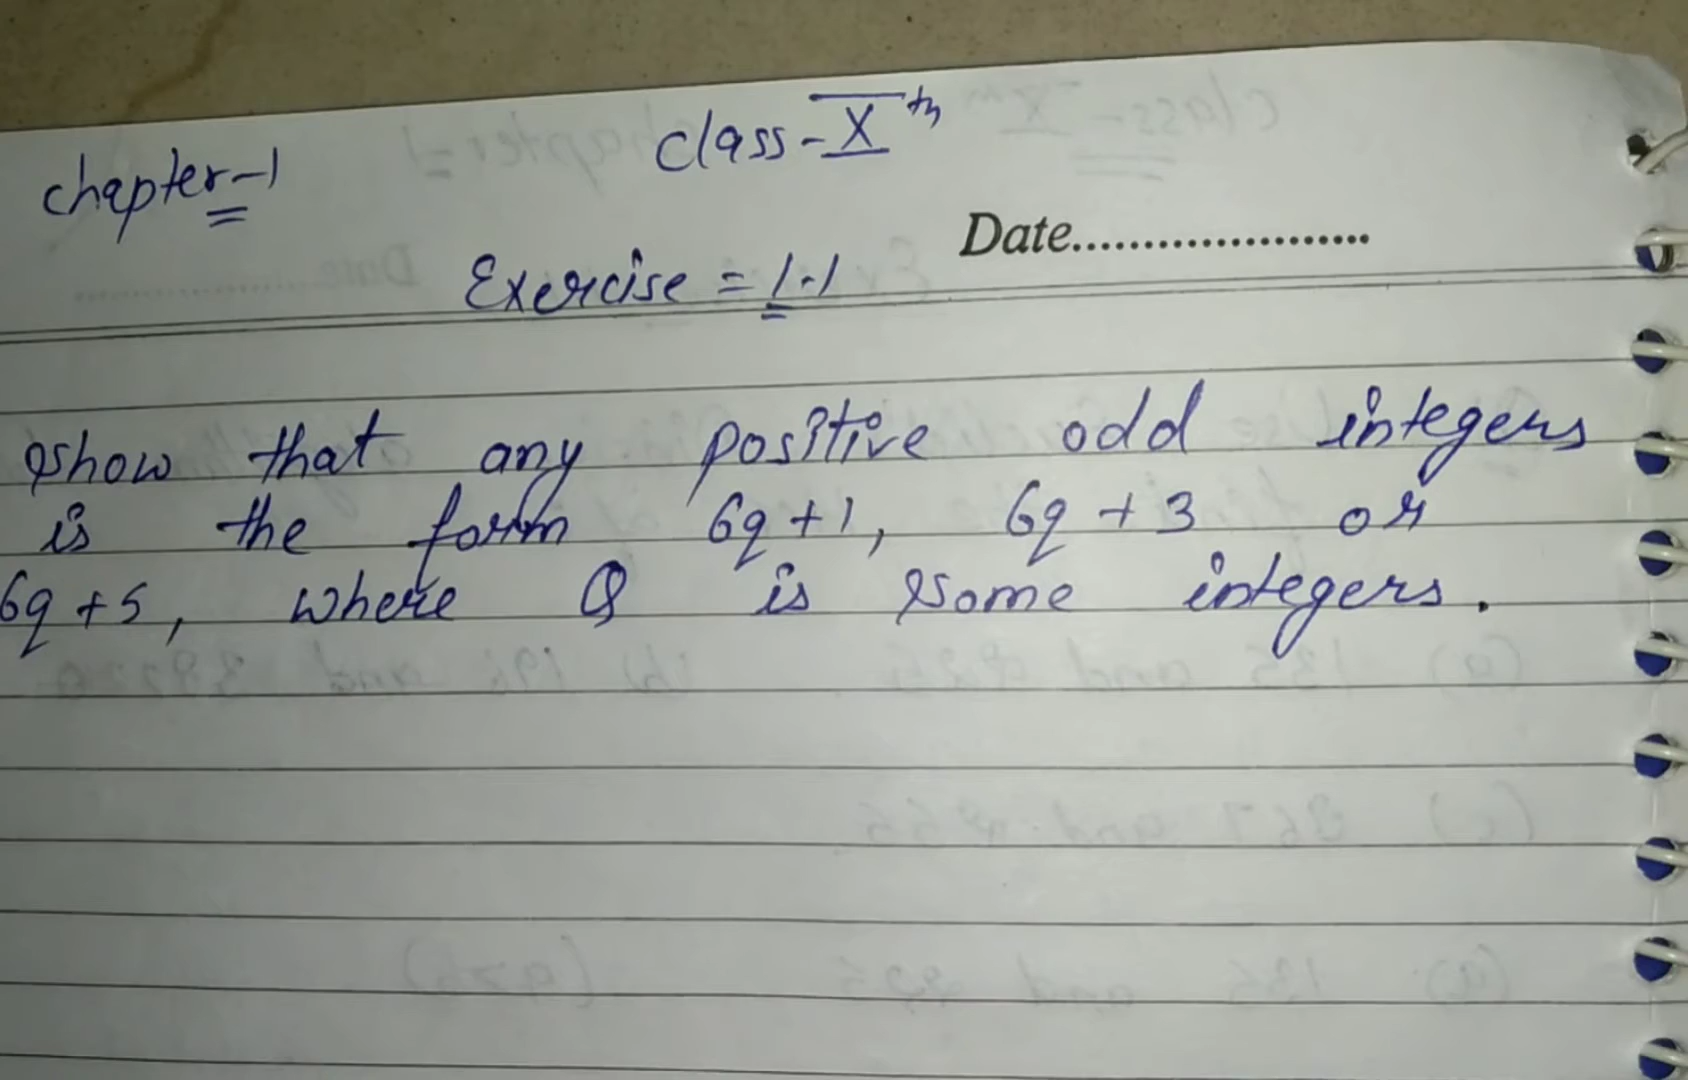 class-Xth
chapter-1
Date.....................
Exercise = 1.1
show that any positive odd integers
is the form 6q +1, 6q + 3 or
6q +5, where Q is some integers.